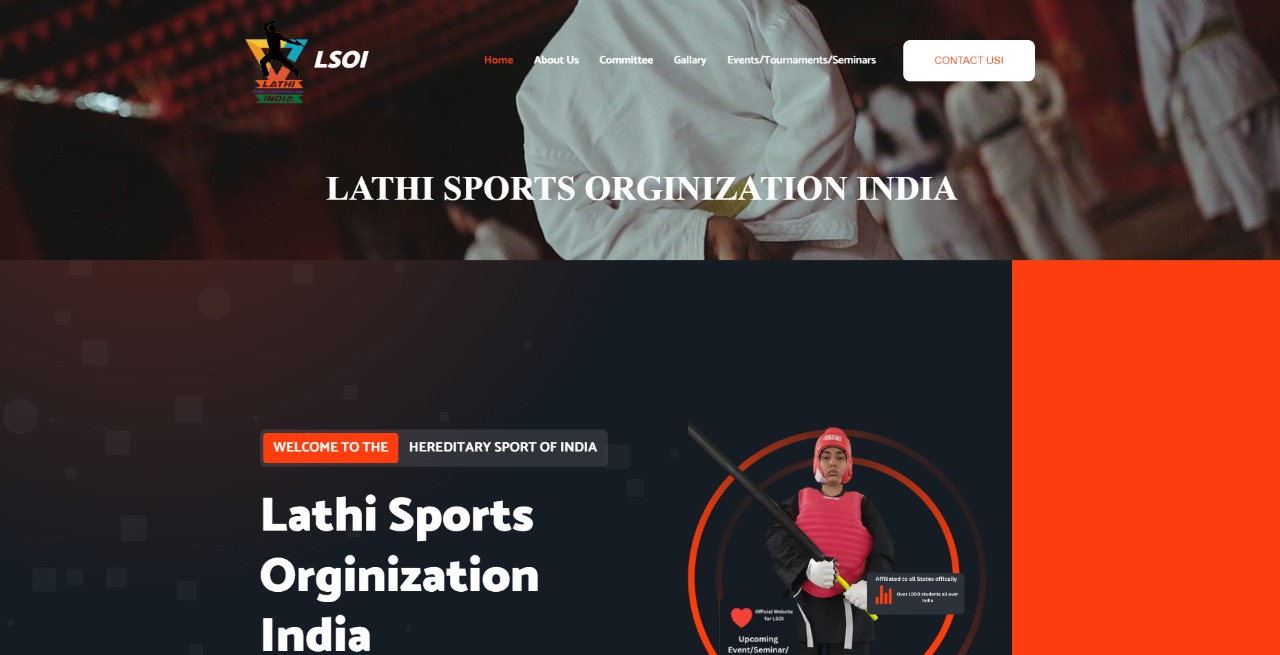 LSOI
LATHI
INDIA
Home About Us Committee Gallary Events/Tournaments/Seminars CONTACT US!
LATHI SPORTS ORGINIZATION INDIA
WELCOME TO THE HEREDITARY SPORT OF INDIA
Lathi Sports
Orginization
India
Affiliated to all States offically
Over 1000 students all over
India
Official Website
for LSOI
Upcoming
Event/Seminar/